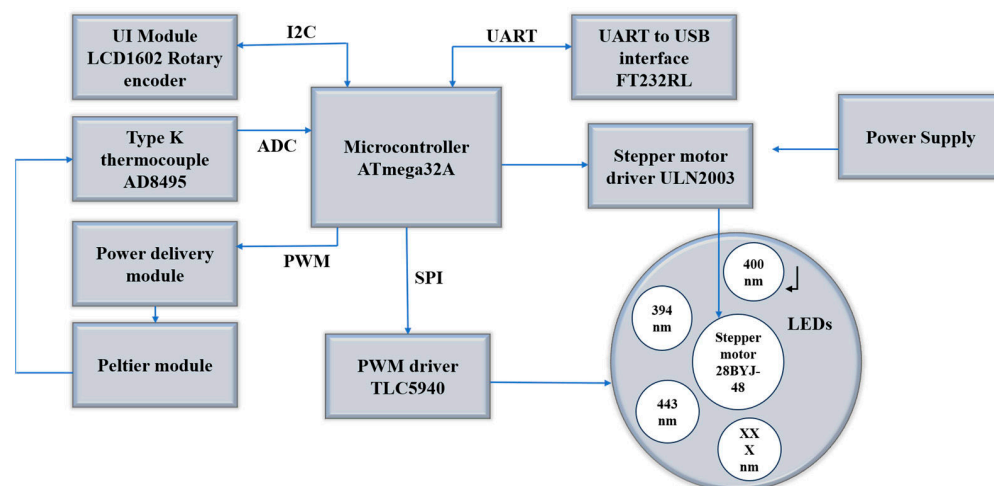 UI Module
LCD1602 Rotary
encoder
I2C
UART
UART to USB
interface
FT232RL
Type K
thermocouple
AD8495
ADC
Microcontroller
ATmega32A
Stepper motor
driver ULN2003
Power Supply
Power delivery
module
PWM
SPI
Peltier module
PWM driver
TLC5940
400
nm
394
nm
LEDs
Stepper
motor
28BYJ-
48
443
nm
XX
X
nm